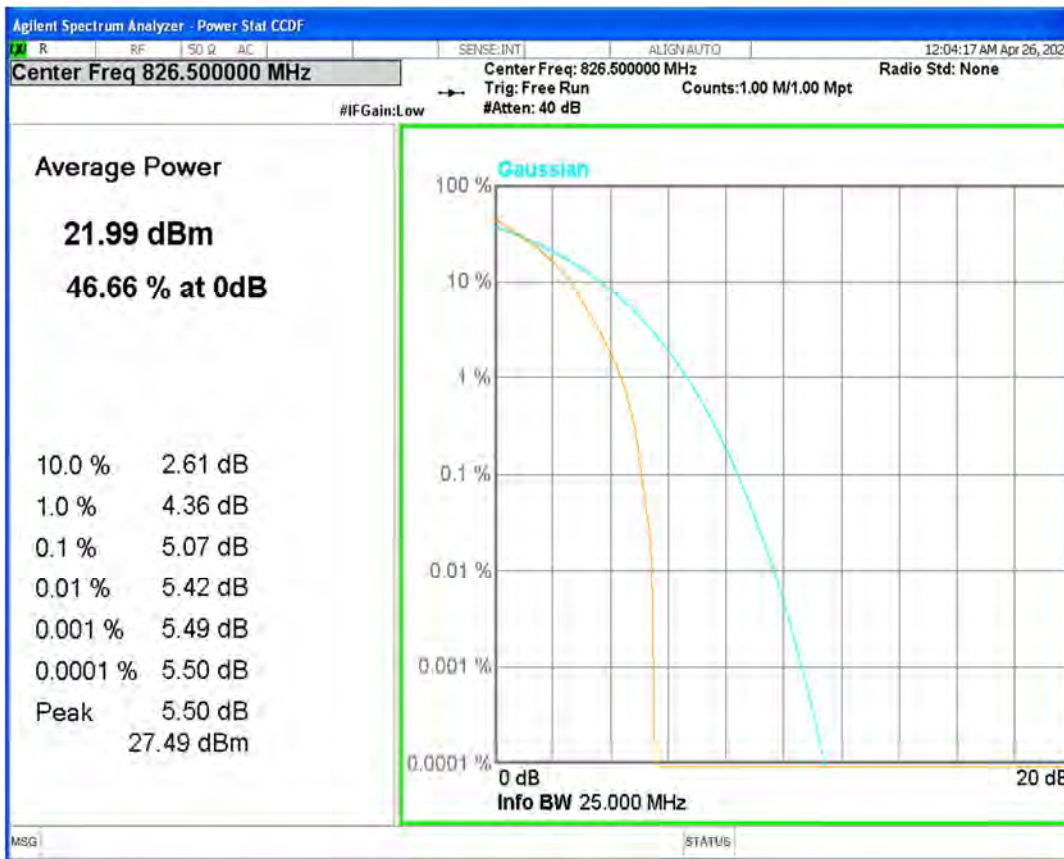 Agilent Spectrum Analyzer - Power Stat CCDF
LXI R RF 50 Ω AC SENSE:INT ALIGN AUTO 12:04:17 AM Apr 26, 202
Center Freq 826.500000 MHz
Center Freq: 826.500000 MHz Radio Std: None
Trig: Free Run Counts:1.00 M/1.00 Mpt
#IFGain:Low #Atten: 40 dB
Average Power
21.99 dBm
46.66 % at 0dB
10.0 % 2.61 dB
1.0 % 4.36 dB
0.1 % 5.07 dB
0.01 % 5.42 dB
0.001 % 5.49 dB
0.0001 % 5.50 dB
Peak 5.50 dB
27.49 dBm
Gaussian
100 %
10 %
1 %
0.1 %
0.01 %
0.001 %
0.0001 %
0 dB 20 dB
Info BW 25.000 MHz
MSG STATUS